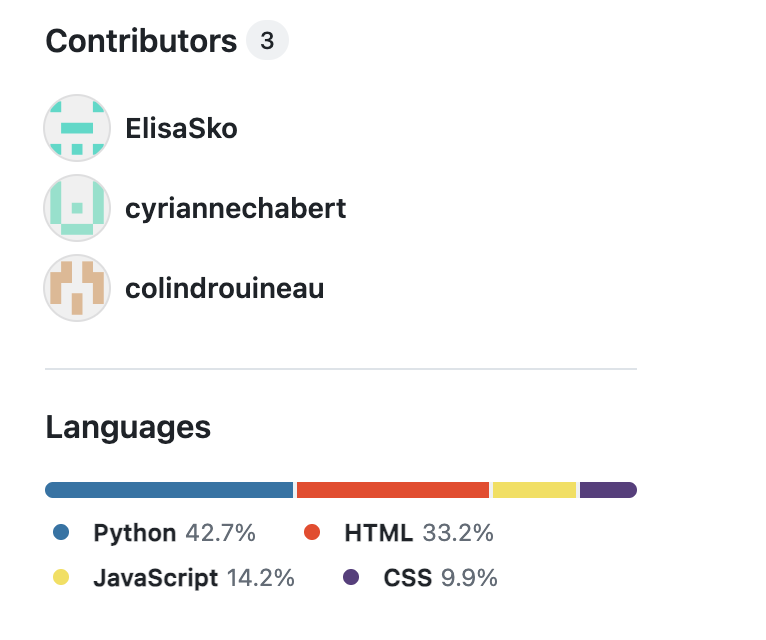 Contributors 3
ElisaSko
cyriannechabert
colindrouineau
Languages
Python 42.7% HTML 33.2%
JavaScript 14.2% CSS 9.9%